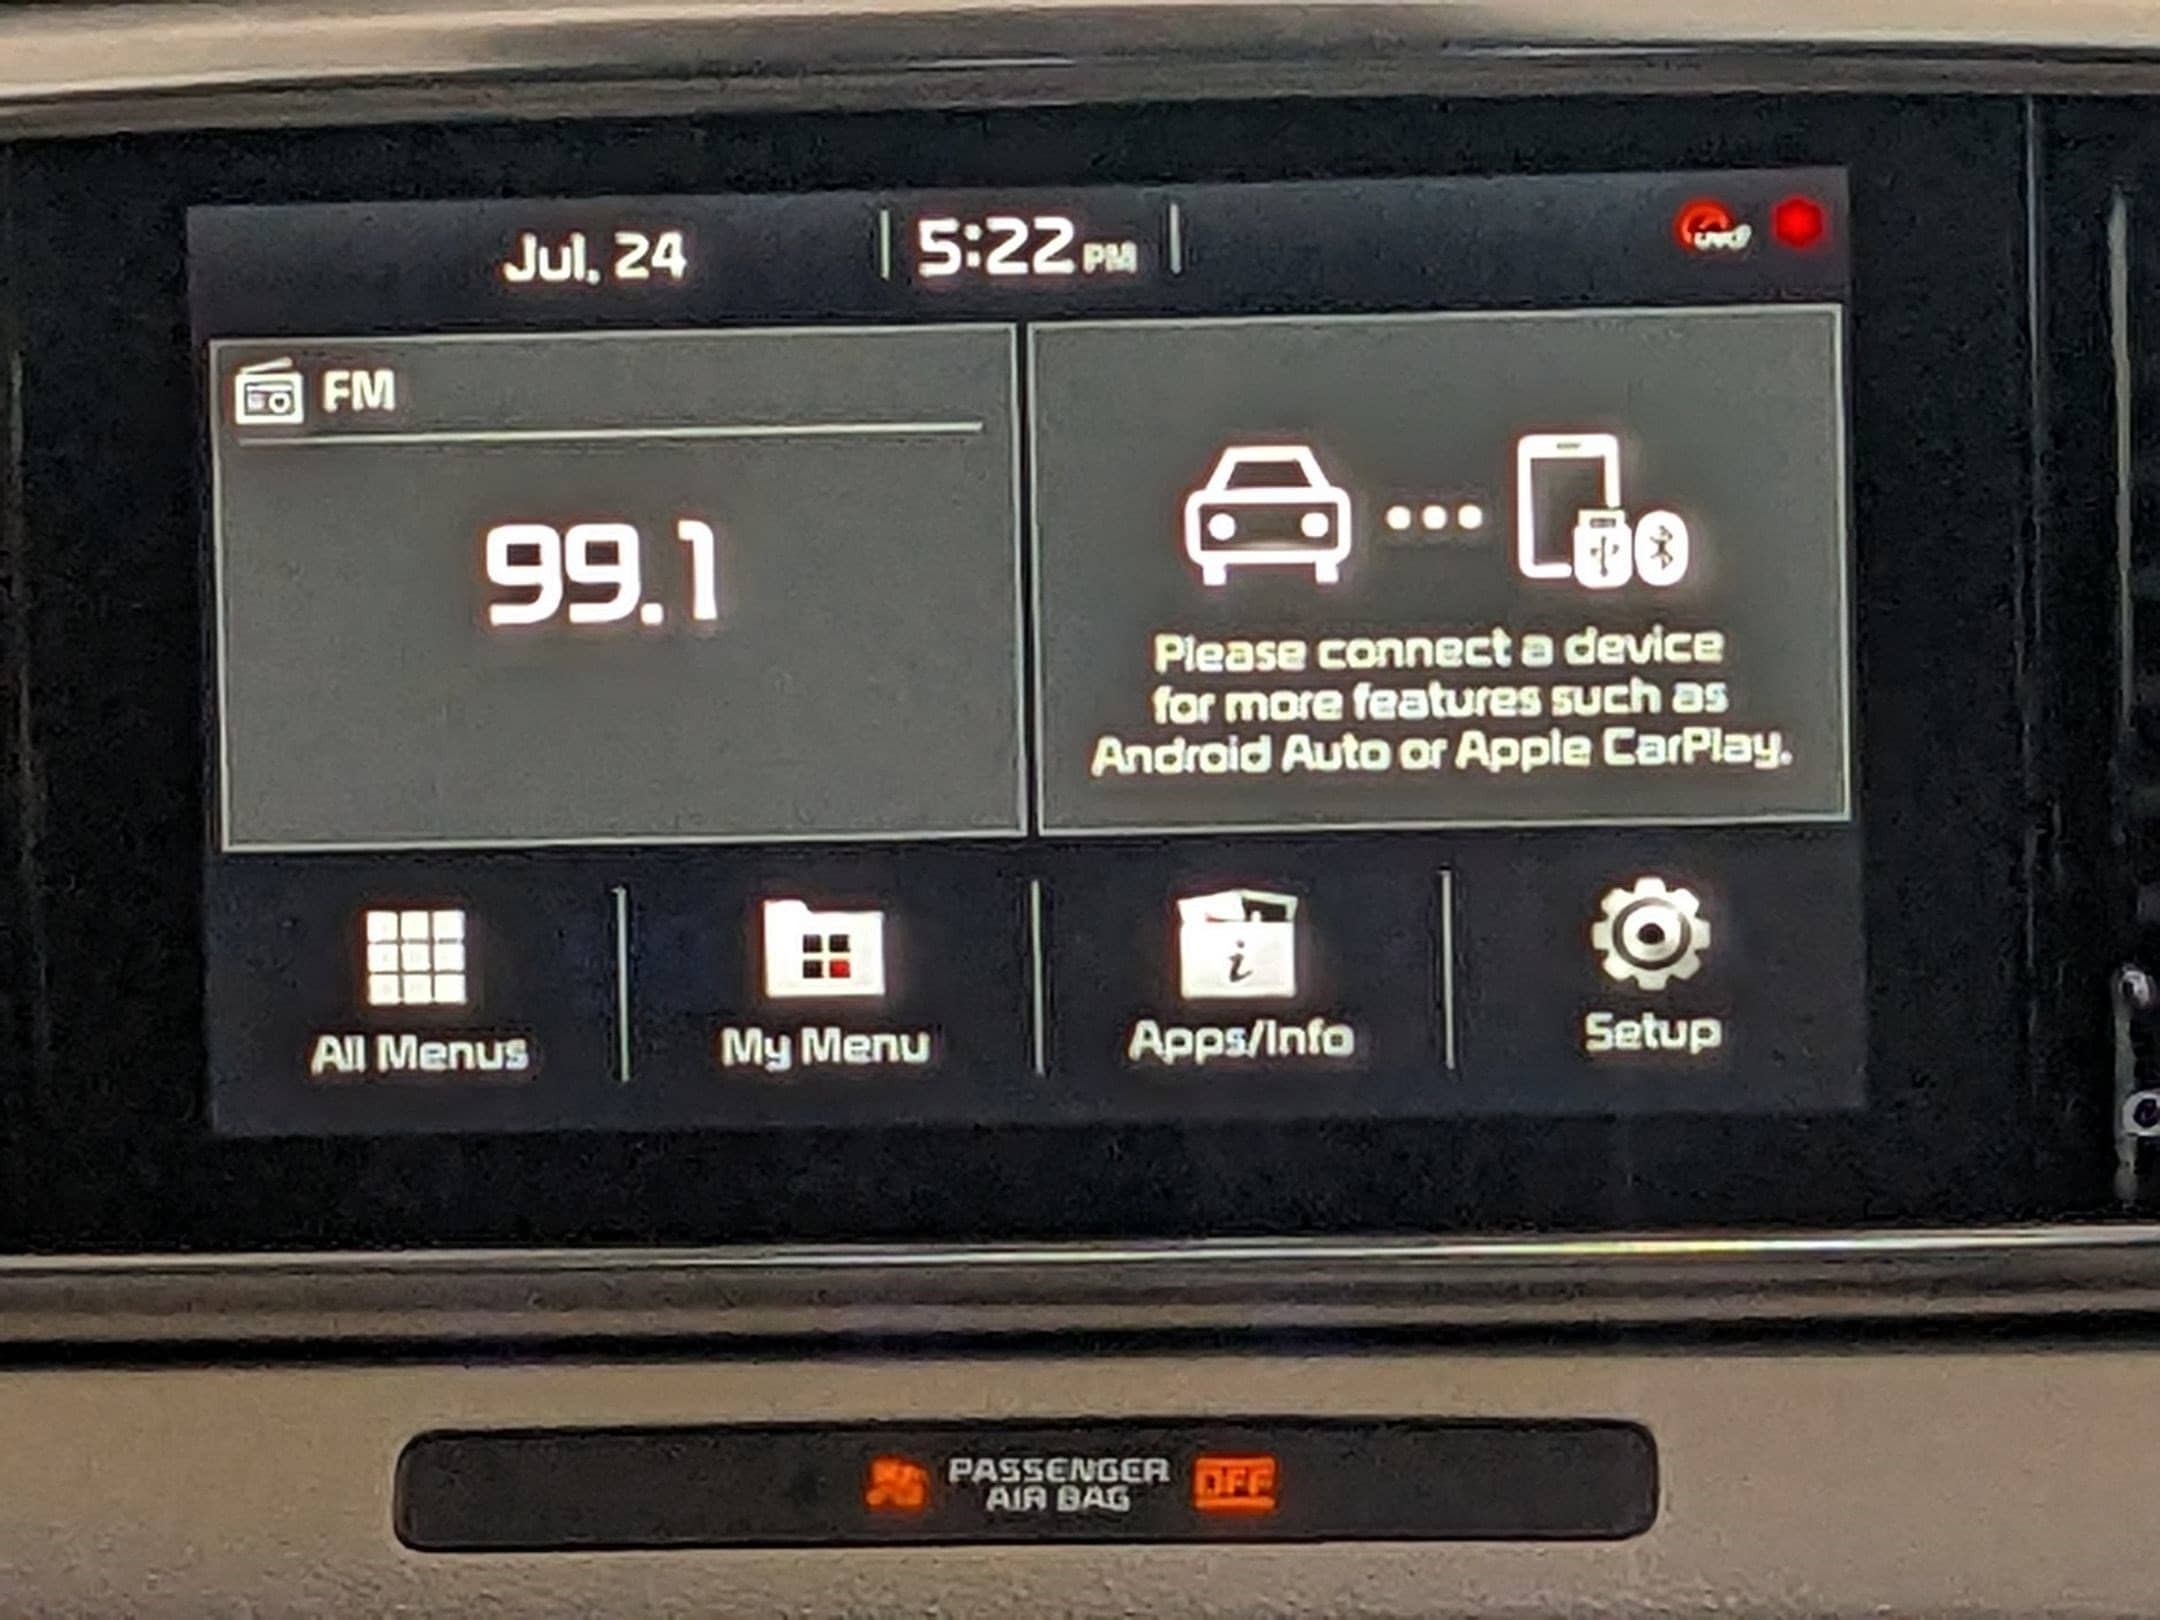 Jul, 24
5:22 PM
FM
99.1
Please connect a device
for more features such as
Android Auto or Apple CarPlay.
All Menus
My Menu
Apps/Info
Setup
PASSENGER
AIR BAG
OFF